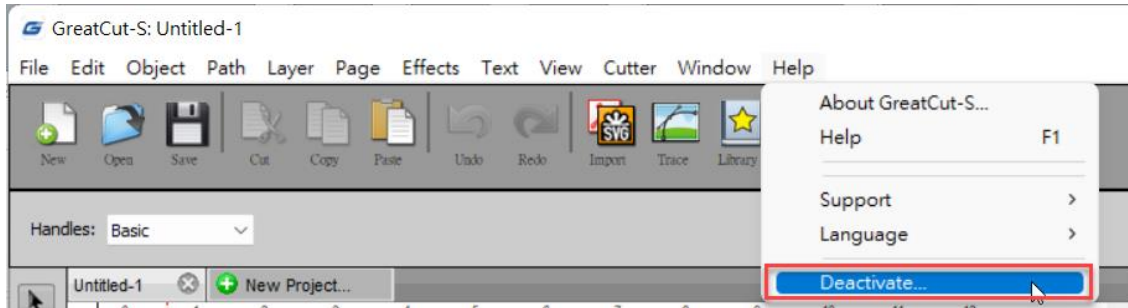 GreatCut-S: Untitled-1
File Edit Object Path Layer Page Effects Text View Cutter Window Help
New Open Save Cut Copy Paste Undo Redo Import Trace Library
SVG
About GreatCut-S...
Help F1
Support
Language
Deactivate...
Handles: Basic
Untitled-1 New Project...